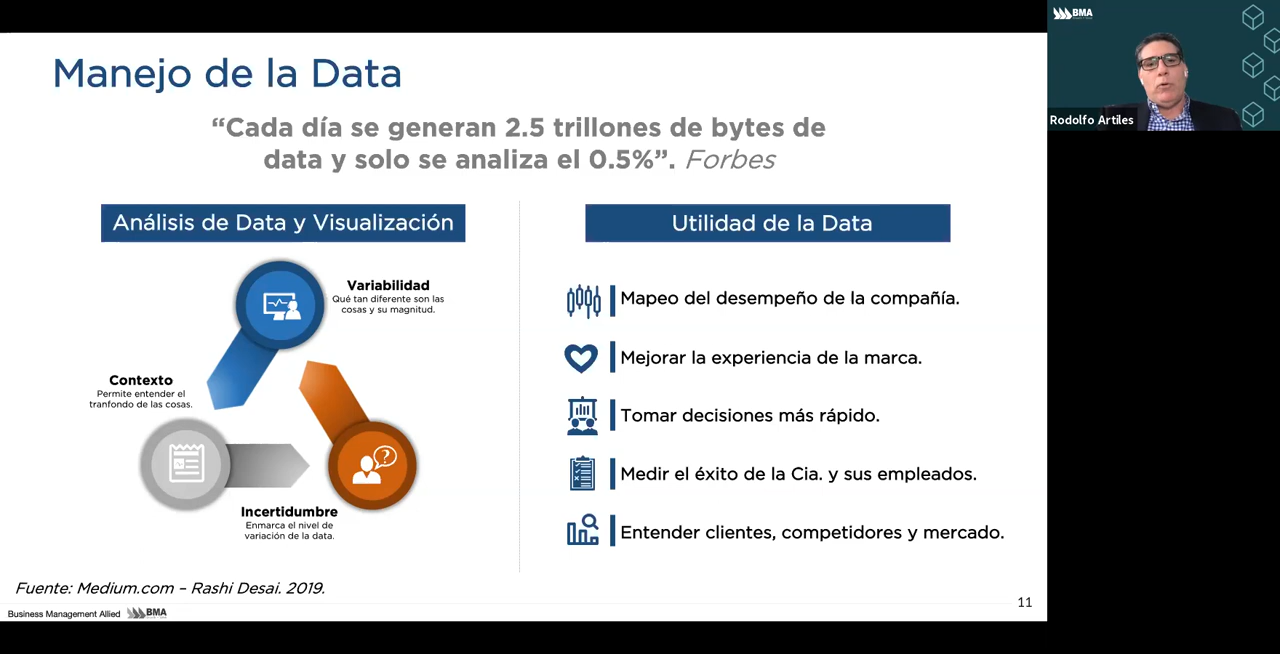 Manejo de la Data
“Cada día se generan 2.5 trillones de bytes de
data y solo se analiza el 0.5%”. Forbes
Análisis de Data y Visualización
Variabilidad
Qué tan diferente son las
cosas y su magnitud.
Contexto
Permite entender el
tranfondo de las cosas.
Incertidumbre
Enmarca el nivel de
variación de la data.
Utilidad de la Data
Mapeo del desempeño de la compañía.
Mejorar la experiencia de la marca.
Tomar decisiones más rápido.
Medir el éxito de la Cia. y sus empleados.
Entender clientes, competidores y mercado.
Fuente: Medium.com – Rashi Desai. 2019.
Business Management Allied BMA
11
BMA
Rodolfo Artiles